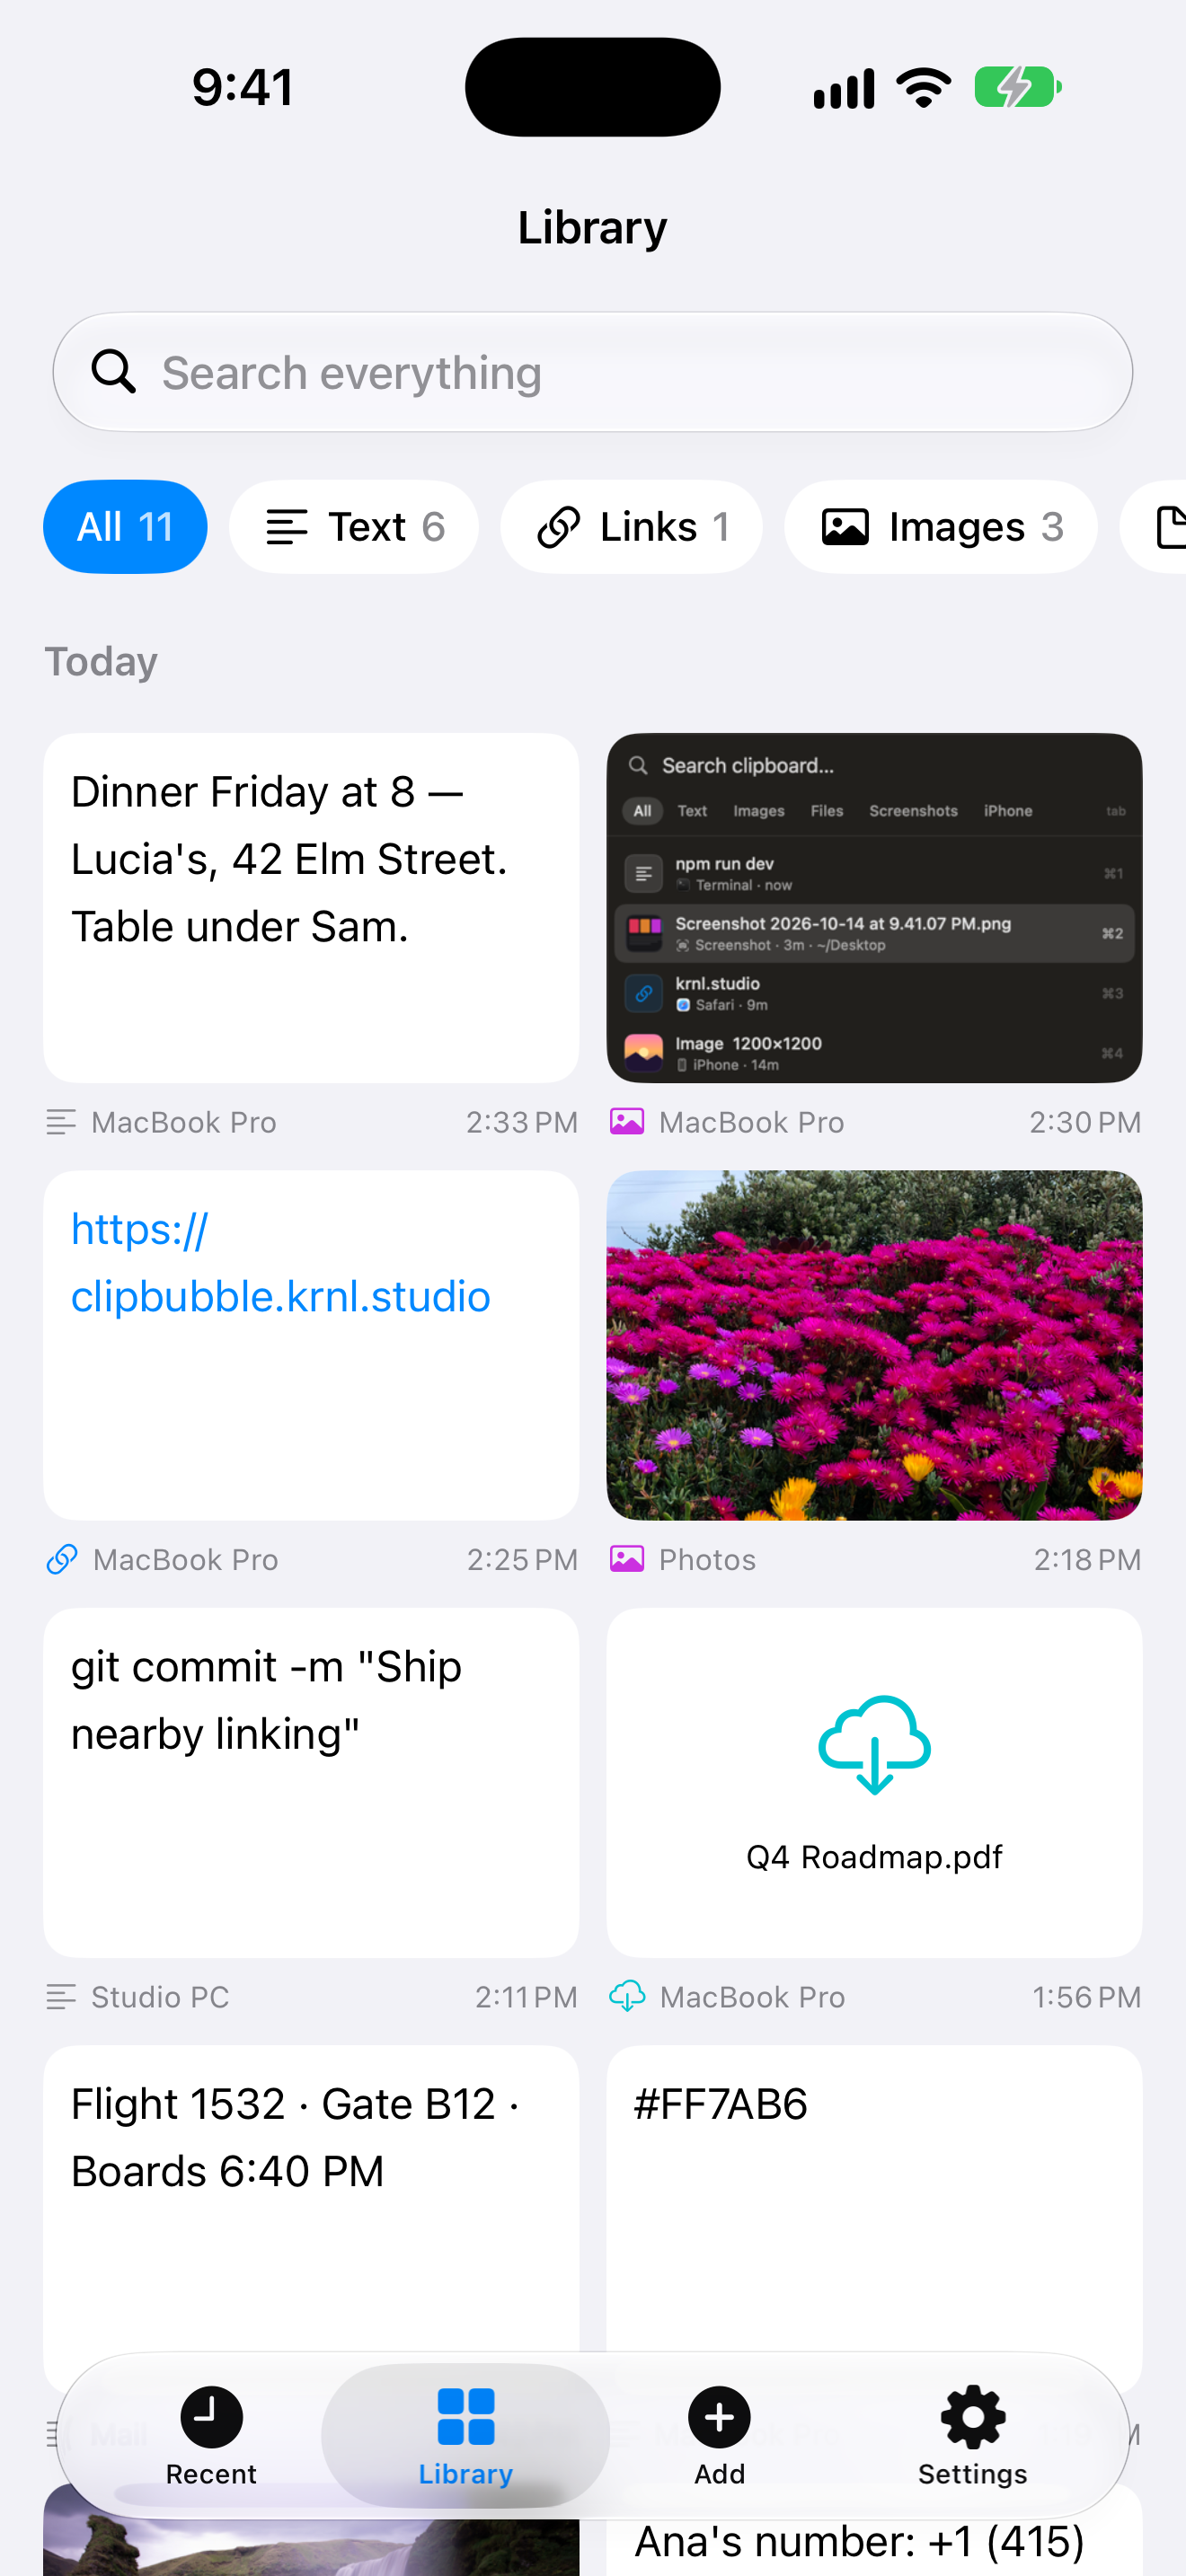 9:41
Library
Search everything
All 11
Text 6
Links 1
Images 3
Today
Dinner Friday at 8 —
Lucia's, 42 Elm Street.
Table under Sam.
MacBook Pro 2:33 PM
Search clipboard...
All Text Images Files Screenshots iPhone tab
npm run dev
Terminal · now
⌘1
Screenshot 2026-10-14 at 9.41.07 PM.png
Screenshot · 3m · ~/Desktop
⌘2
krnl.studio
Safari · 9m
⌘3
Image 1200×1200
iPhone · 14m
⌘4
MacBook Pro 2:30 PM
https://
clipbubble.krnl.studio
MacBook Pro 2:25 PM
Photos 2:18 PM
git commit -m "Ship
nearby linking"
Studio PC 2:11 PM
Q4 Roadmap.pdf
MacBook Pro 1:56 PM
Flight 1532 · Gate B12 ·
Boards 6:40 PM
#FF7AB6
Mail
Recent
Library
Add
Settings
Ana's number: +1 (415)